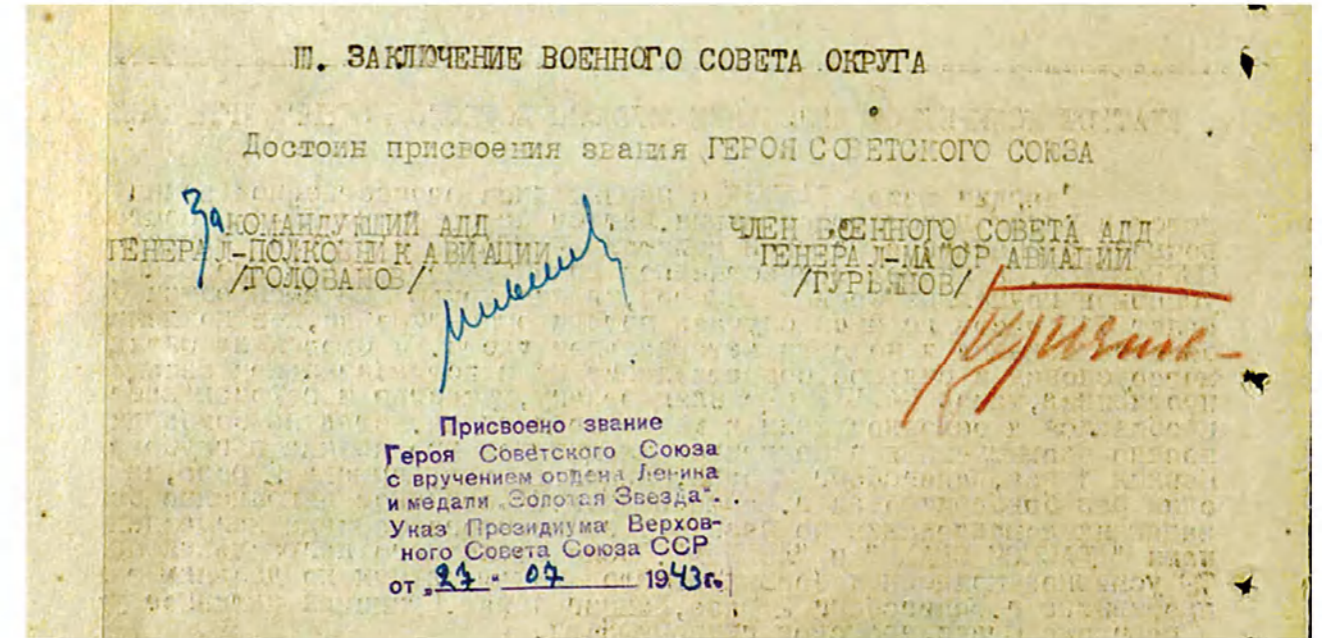 Ш. ЗАКЛЮЧЕНИЕ ВОЕННОГО СОВЕТА ОКРУГА
Достоин присвоения звания ГЕРОЯ СОВЕТСКОГО СОЮЗА
За КОМАНДУЮЩИЙ АДД
ГЕНЕРАЛ-ПОЛКОВНИК АВИАЦИИ
/ГОЛОВАНОВ/
ЧЛЕН ВОЕННОГО СОВЕТА АДД
ГЕНЕРАЛ-МАЙОР АВИАЦИИ
/ГУРЬЯНОВ/
Присвоено звание
Героя Советского Союза
с вручением ордена Ленина
и медали „Золотая Звезда".
Указ Президиума Верхов-
ного Совета Союза ССР
от „27" 07 1943 г.